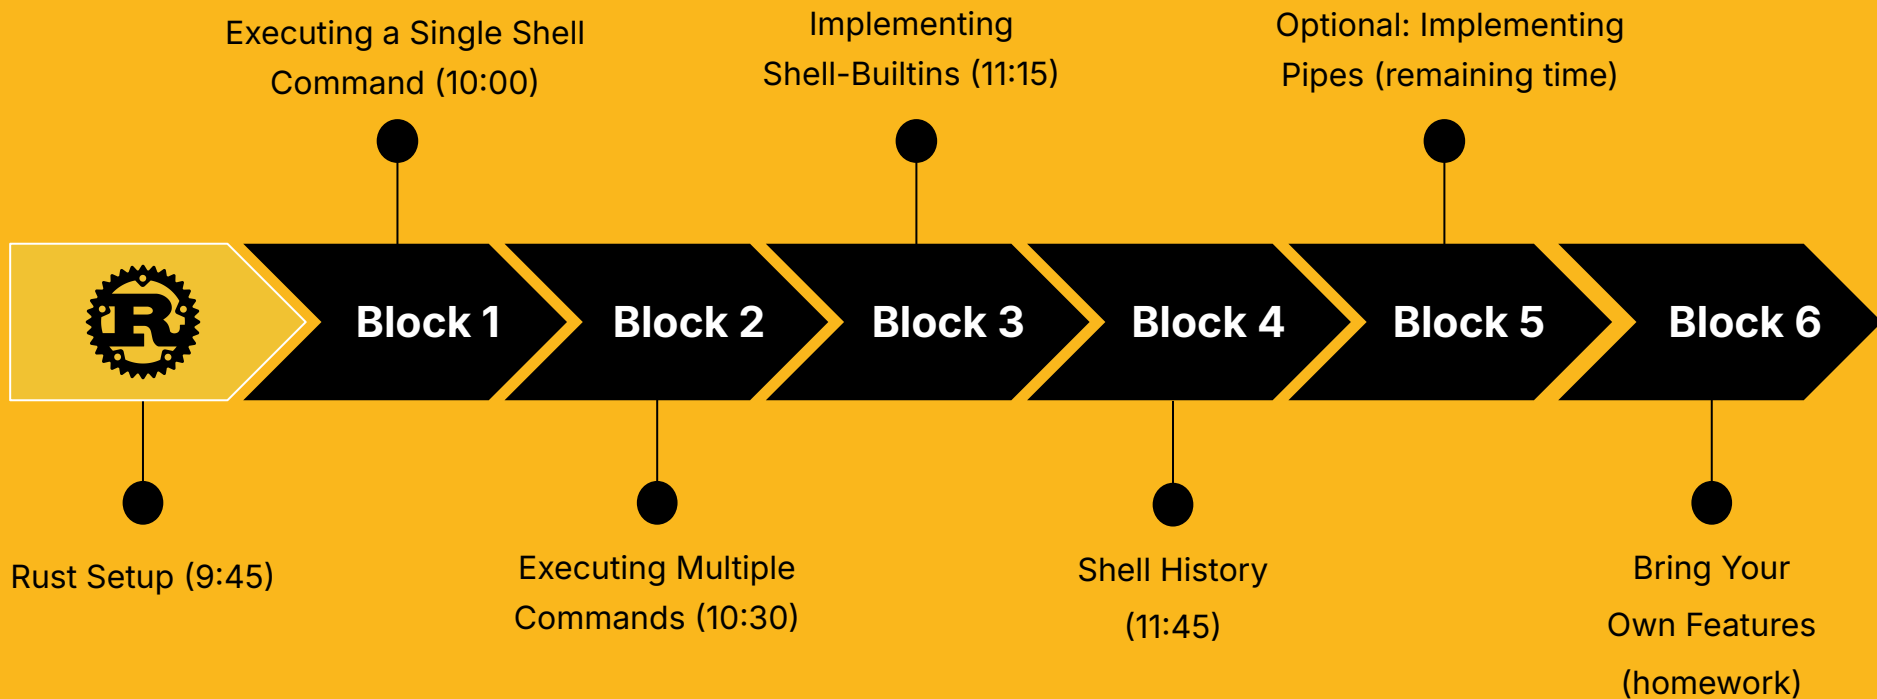 Executing a Single Shell
Command (10:00)
Implementing
Shell-Builtins (11:15)
Optional: Implementing
Pipes (remaining time)
R
Block 1
Block 2
Block 3
Block 4
Block 5
Block 6
Rust Setup (9:45)
Executing Multiple
Commands (10:30)
Shell History
(11:45)
Bring Your
Own Features
(homework)